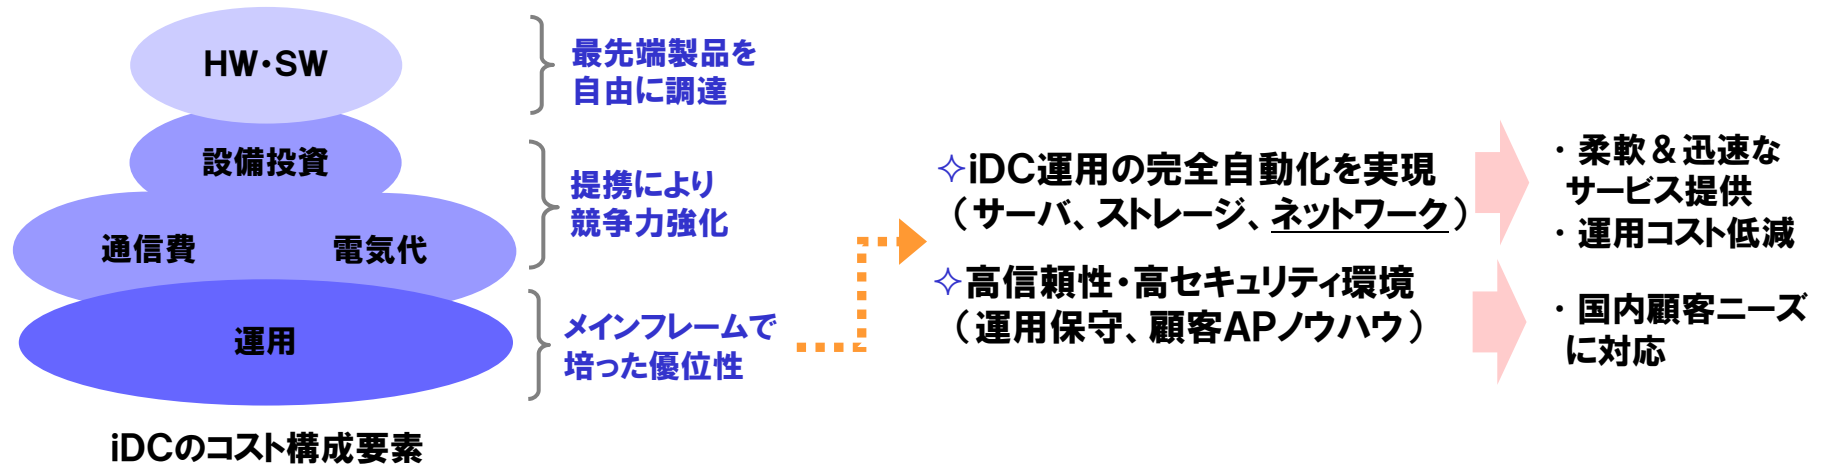 HW・SW
設備投資
通信費
電気代
運用
iDCのコスト構成要素
最先端製品を
自由に調達
提携により
競争力強化
メインフレームで
培った優位性
✧iDC運用の完全自動化を実現
（サーバ、ストレージ、ネットワーク）
✧高信頼性・高セキュリティ環境
（運用保守、顧客APノウハウ）
・柔軟＆迅速な
サービス提供
・運用コスト低減
・国内顧客ニーズ
に対応